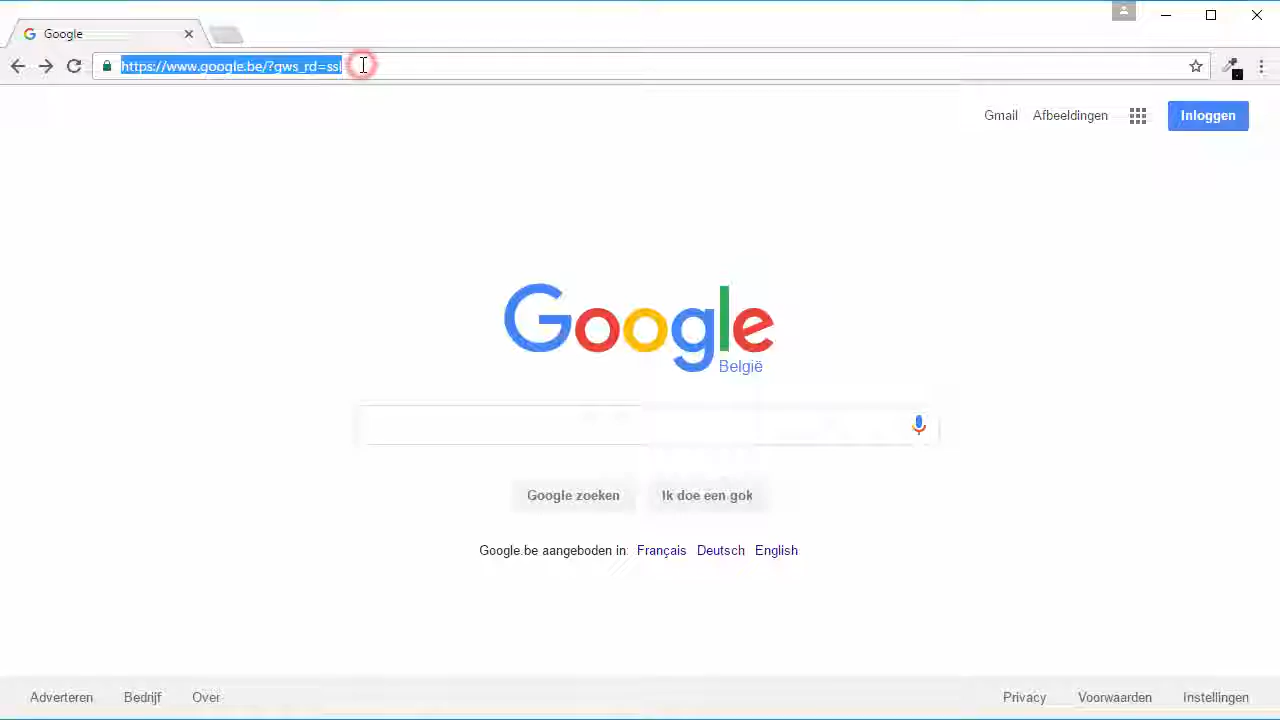 Google
https://www.google.be/?gws_rd=ssl
Gmail Afbeeldingen Inloggen
Google
België
Google zoeken Ik doe een gok
Google.be aangeboden in: Français Deutsch English
Adverteren Bedrijf Over Privacy Voorwaarden Instellingen